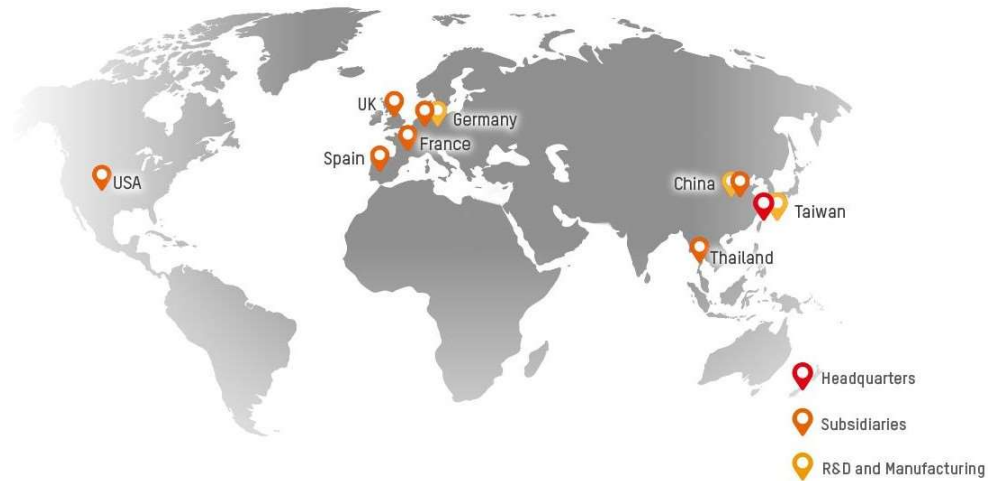 UK
Germany
France
Spain
USA
China
Taiwan
Thailand
Headquarters
Subsidiaries
R&D and Manufacturing